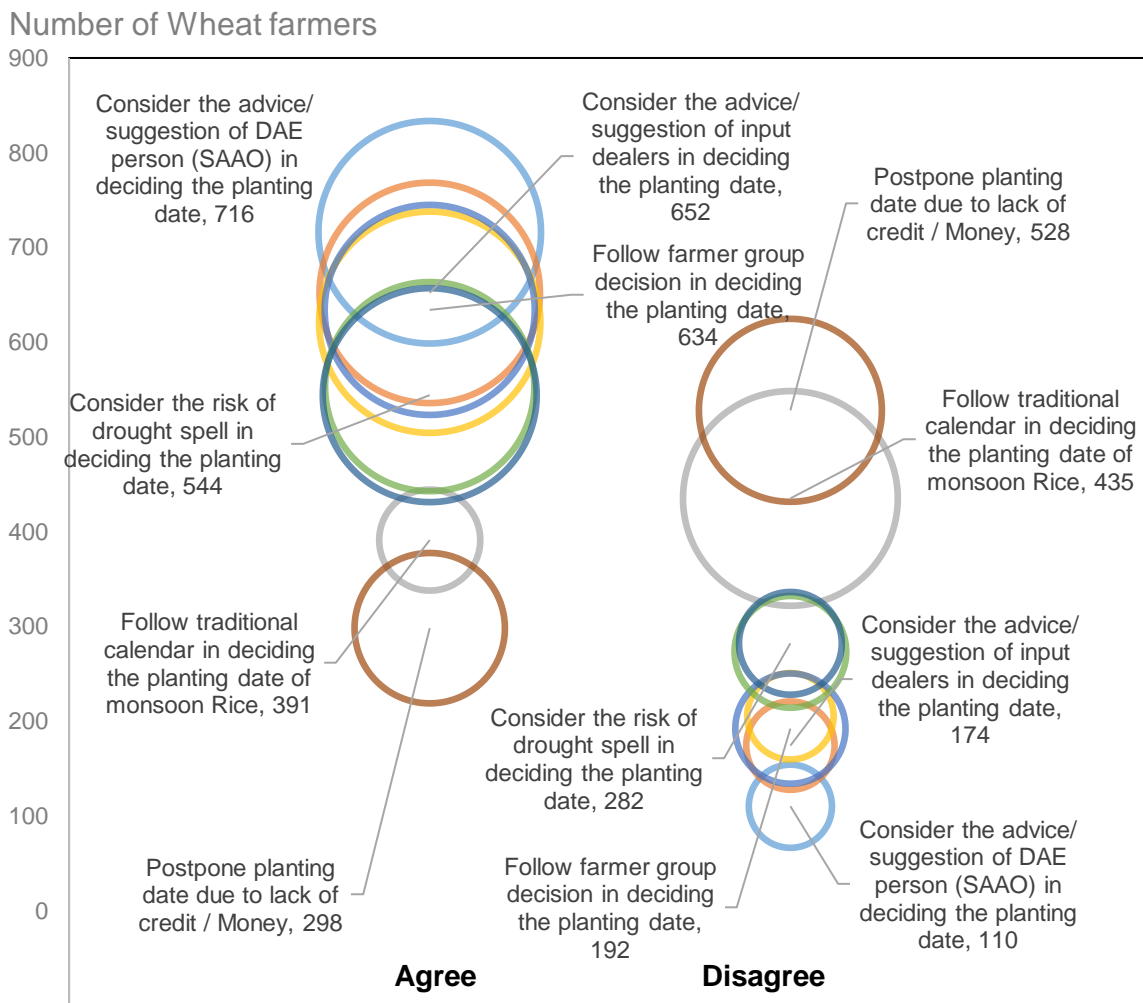 Number of Wheat farmers
900
800
700
600
500
400
300
200
100
0
Consider the advice/
suggestion of DAE
person (SAAO) in
deciding the planting
date, 716
Consider the advice/
suggestion of input
dealers in deciding
the planting date,
652
Follow farmer group
decision in deciding
the planting date,
634
Consider the risk of
drought spell in
deciding the planting
date, 544
Follow traditional
calendar in deciding
the planting date of
monsoon Rice, 391
Postpone planting
date due to lack of
credit / Money, 298
Postpone planting
date due to lack of
credit / Money, 528
Follow traditional
calendar in deciding
the planting date of
monsoon Rice, 435
Consider the advice/
suggestion of input
dealers in deciding
the planting date,
174
Consider the risk of
drought spell in
deciding the planting
date, 282
Follow farmer group
decision in deciding
the planting date,
192
Consider the advice/
suggestion of DAE
person (SAAO) in
deciding the planting
date, 110
Agree
Disagree